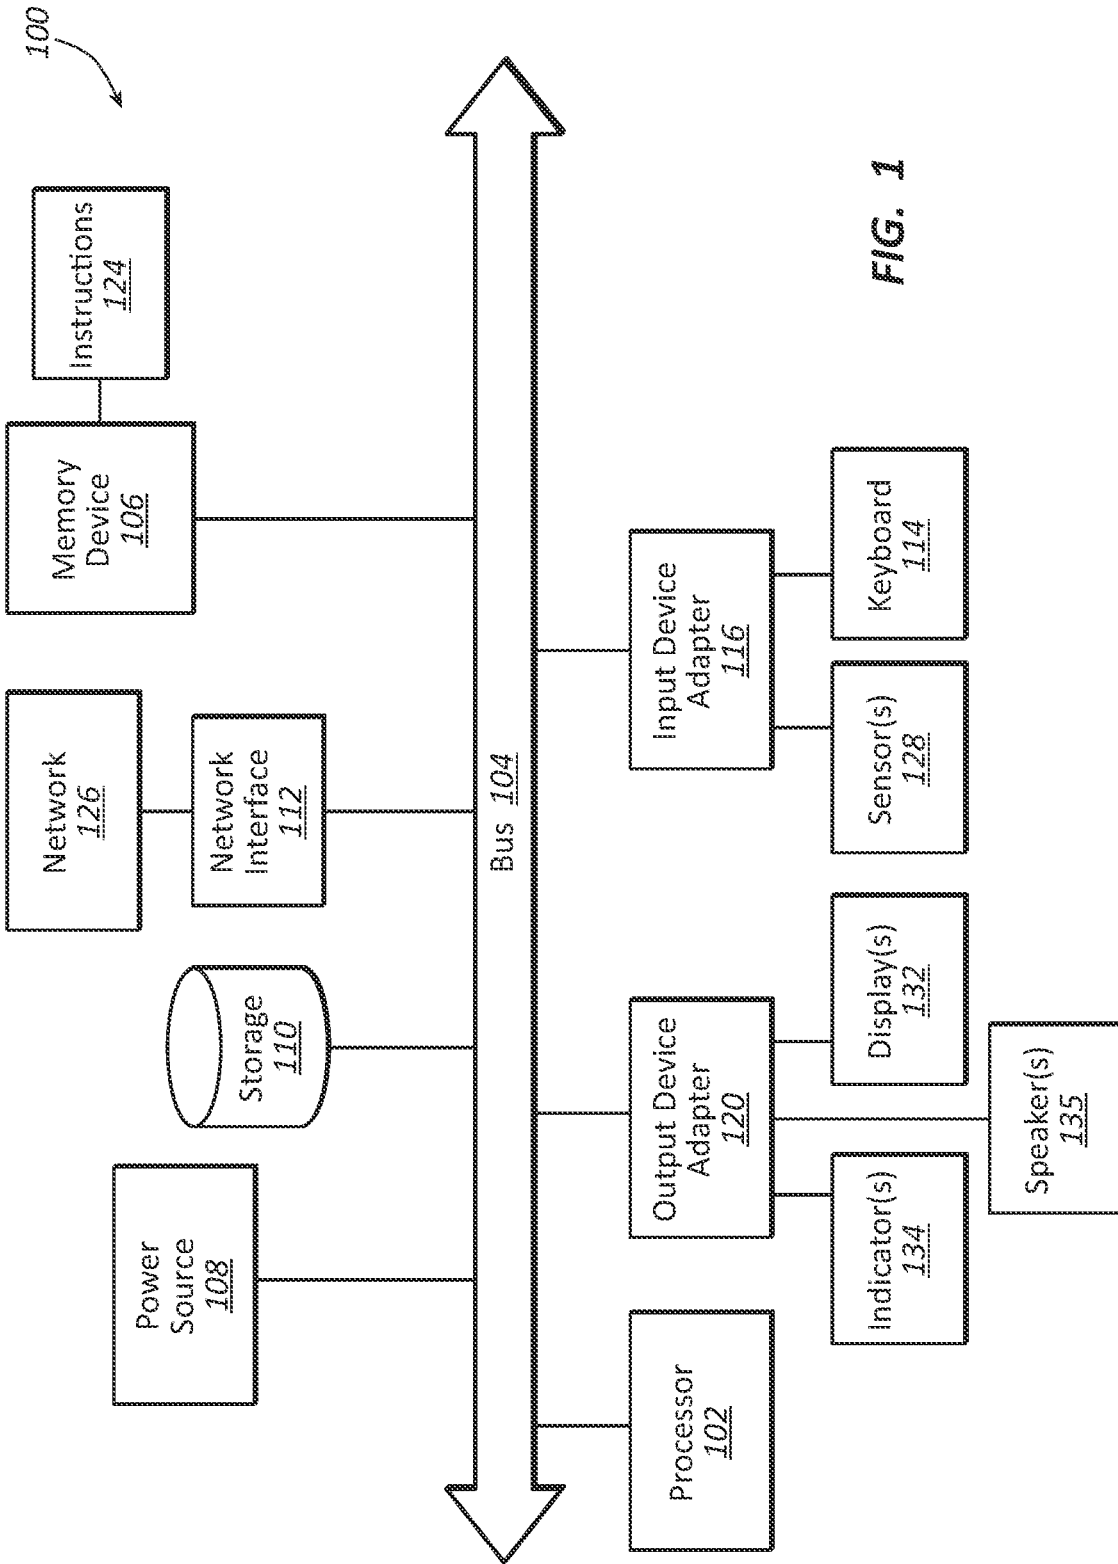 100
Power
Source
108
Storage
110
Network
126
Network
Interface
112
Memory
Device
106
Instructions
124
Bus 104
Processor
102
Output Device
Adapter
120
Indicator(s)
134
Speaker(s)
135
Display(s)
132
Input Device
Adapter
116
Sensor(s)
128
Keyboard
114
FIG. 1